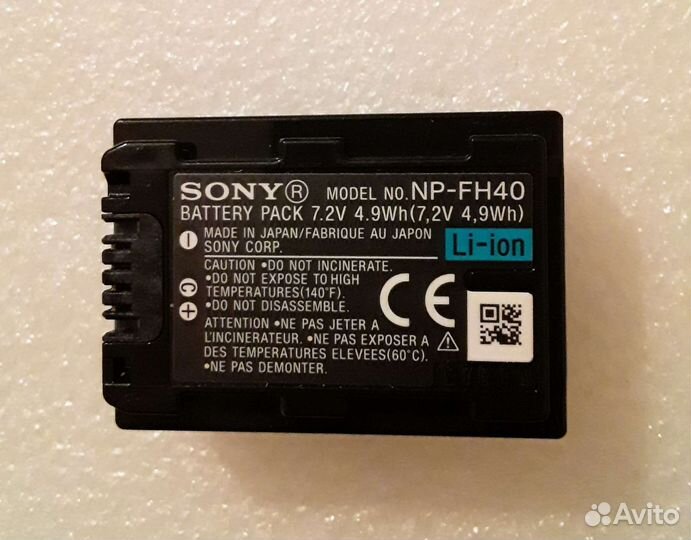 SONY® MODEL NO. NP-FH40
BATTERY PACK 7.2V 4.9Wh(7,2V 4,9Wh)
MADE IN JAPAN/FABRIQUE AU JAPON
SONY CORP.
Li-ion
CAUTION •DO NOT INCINERATE.
•DO NOT EXPOSE TO HIGH
TEMPERATURES(140°F).
•DO NOT DISASSEMBLE.
C
CE
ATTENTION •NE PAS JETER A
L'INCINERATEUR. •NE PAS EXPOSER A
DES TEMPERATURES ELEVEES(60°C).
•NE PAS DEMONTER.
Avito